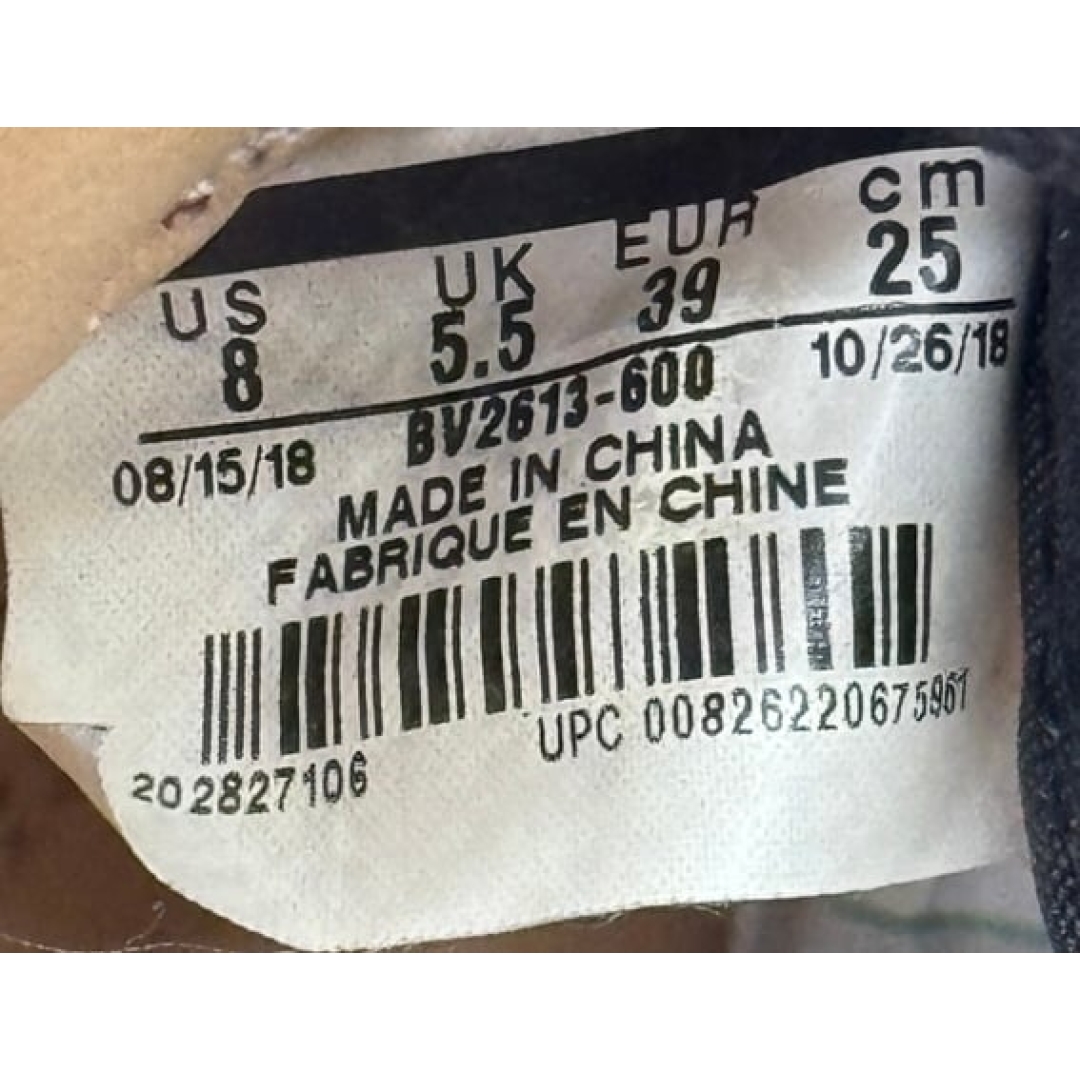 US UK EUR cm
8 5.5 39 25
08/15/18 BV2613-600 10/26/18
MADE IN CHINA
FABRIQUE EN CHINE
202827106 UPC 00826220675961